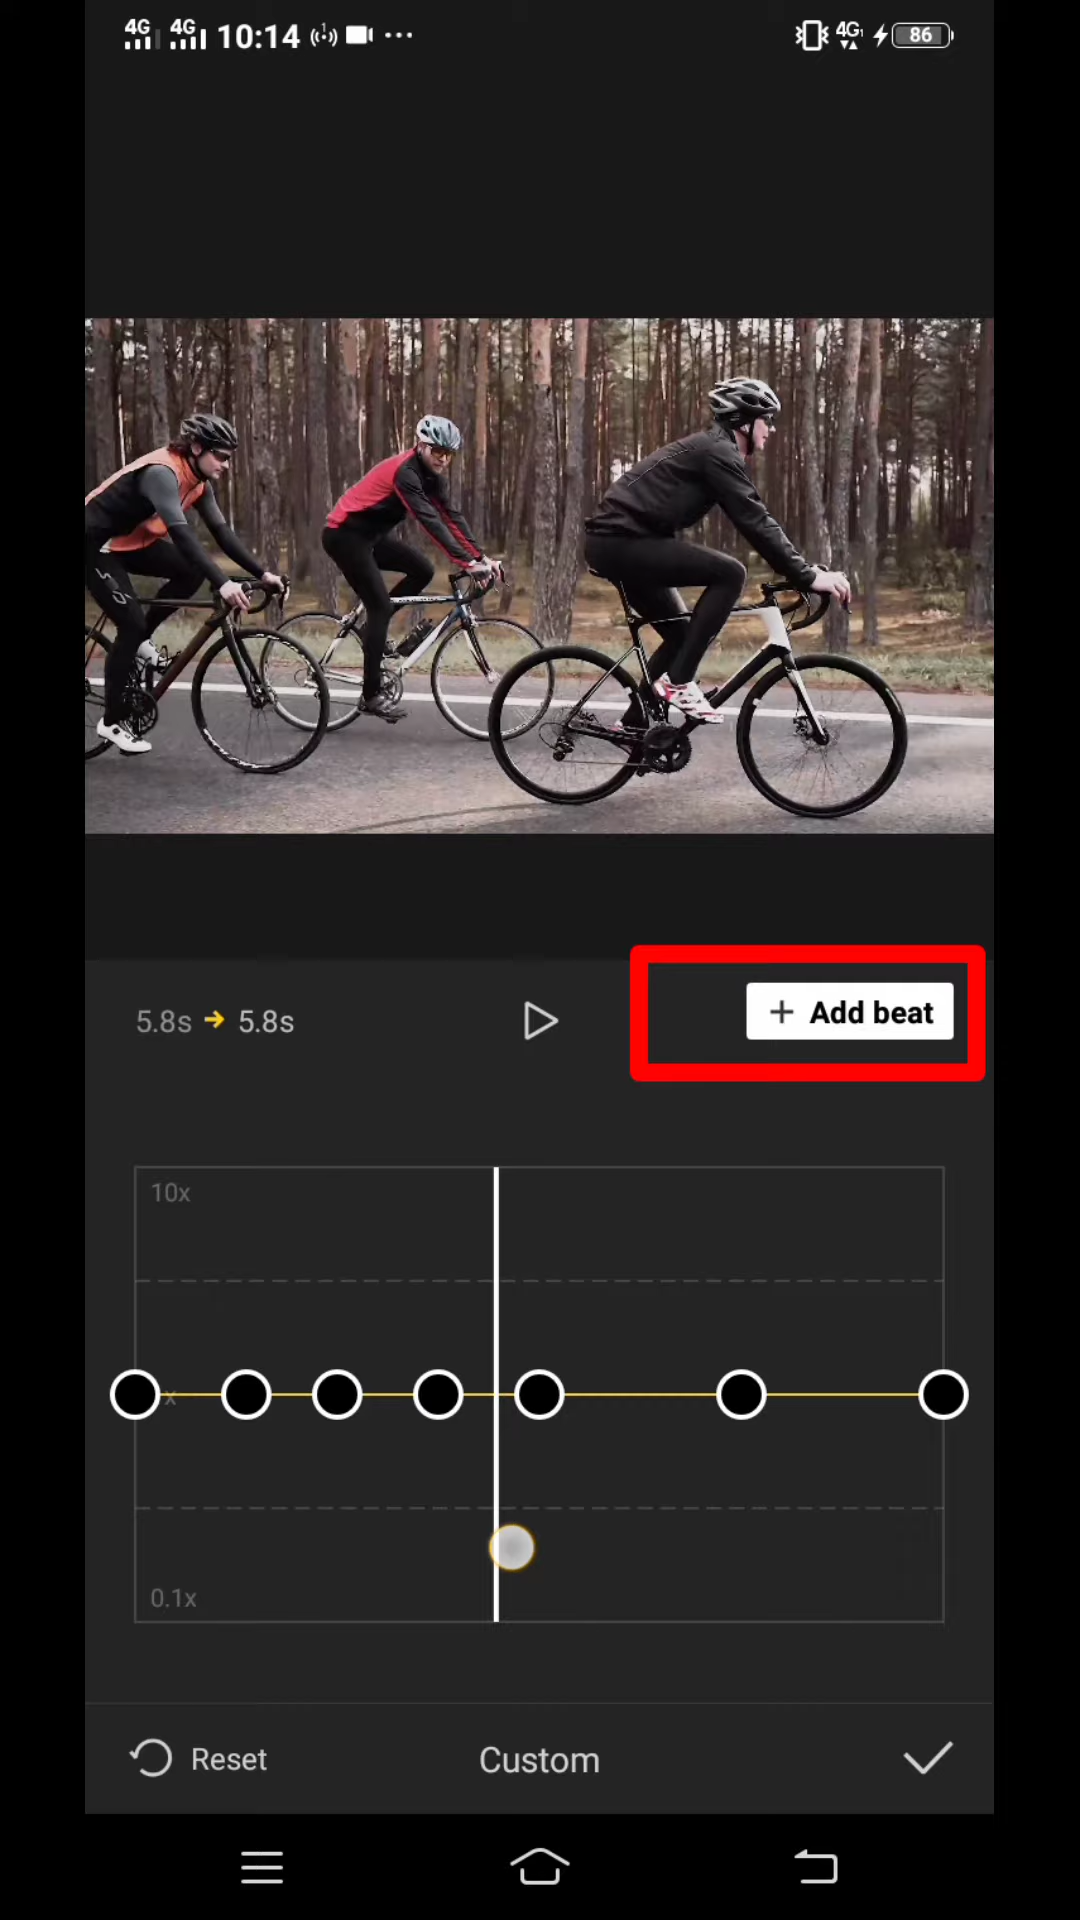 4G 4G 10:14 ... 4G 86
5.8s → 5.8s
+ Add beat
10x
x
0.1x
Reset
Custom